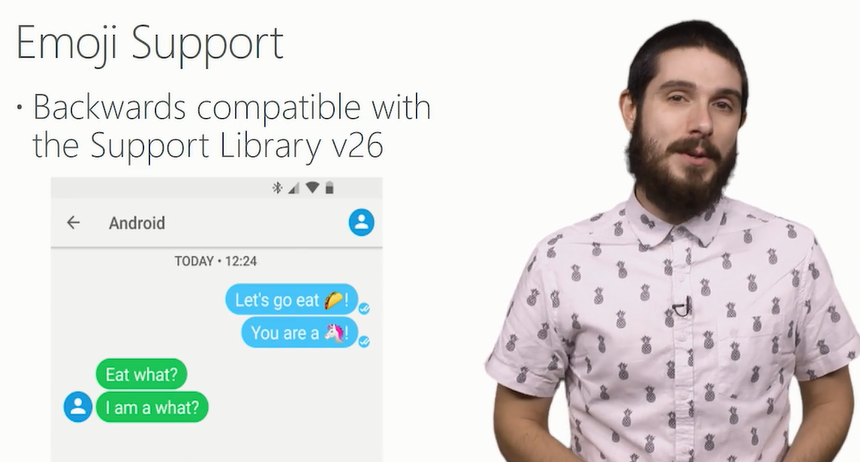 Emoji Support
• Backwards compatible with
the Support Library v26
Android
TODAY • 12:24
Let's go eat 🌮!
You are a 🦄!
Eat what?
I am a what?